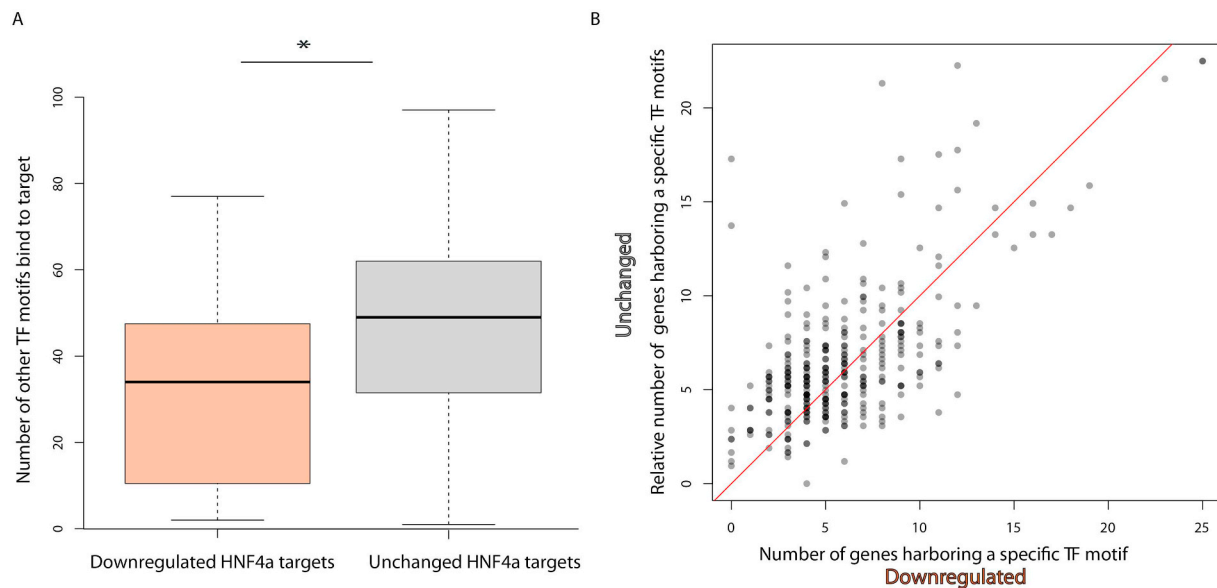 A
*
Number of other TF motifs bind to target
100
80
60
40
20
0
Downregulated HNF4a targets
Unchanged HNF4a targets
B
Unchanged
Relative number of genes harboring a specific TF motifs
20
15
10
5
0
0 5 10 15 20 25
Number of genes harboring a specific TF motif
Downregulated